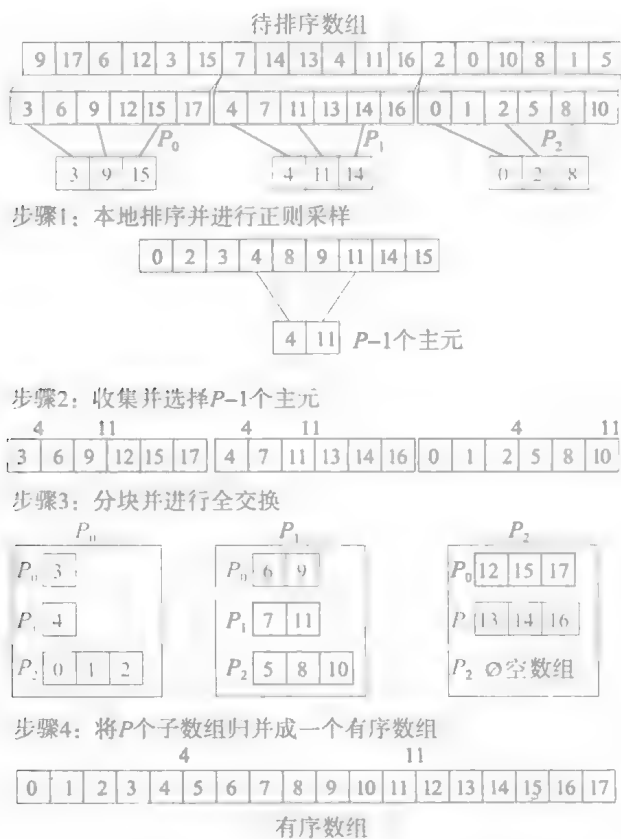 待排序数组
9 17 6 12 3 15 7 14 13 4 11 16 2 0 10 8 1 5
3 6 9 12 15 17 4 7 11 13 14 16 0 1 2 5 8 10
P0 P1 P2
3 9 15 4 11 14 0 2 8
步骤1：本地排序并进行正则采样
0 2 3 4 8 9 11 14 15
4 11 P-1个主元
步骤2：收集并选择P-1个主元
4 11 4 11 4 11
3 6 9 12 15 17 4 7 11 13 14 16 0 1 2 5 8 10
步骤3：分块并进行全交换
P0 P1 P2
P0 3 P0 6 9 P0 12 15 17
P1 4 P1 7 11 P 13 14 16
P2 0 1 2 P2 5 8 10 P2 ∅空数组
步骤4：将P个子数组归并成一个有序数组
4 11
0 1 2 3 4 5 6 7 8 9 10 11 12 13 14 15 16 17
有序数组